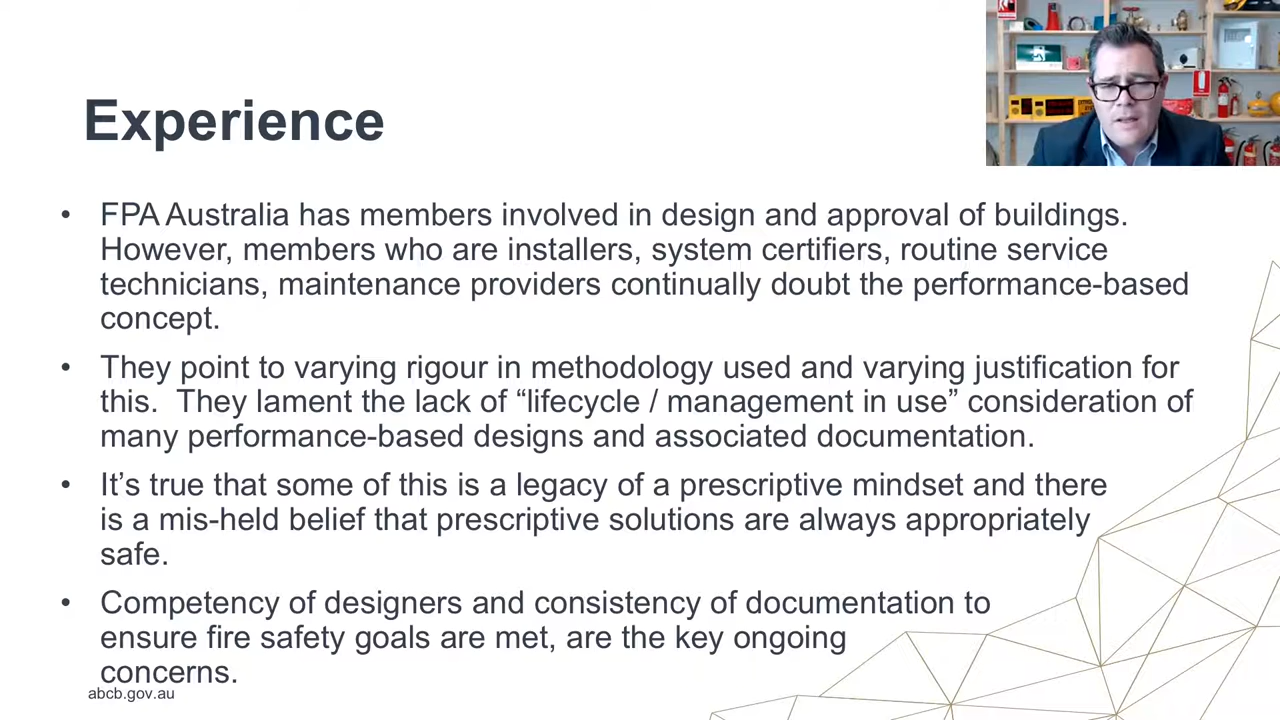 Experience
• FPA Australia has members involved in design and approval of buildings.
However, members who are installers, system certifiers, routine service
technicians, maintenance providers continually doubt the performance-based
concept.
• They point to varying rigour in methodology used and varying justification for
this.  They lament the lack of “lifecycle / management in use” consideration of
many performance-based designs and associated documentation.
• It’s true that some of this is a legacy of a prescriptive mindset and there
is a mis-held belief that prescriptive solutions are always appropriately
safe.
• Competency of designers and consistency of documentation to
ensure fire safety goals are met, are the key ongoing
concerns.
abcb.gov.au